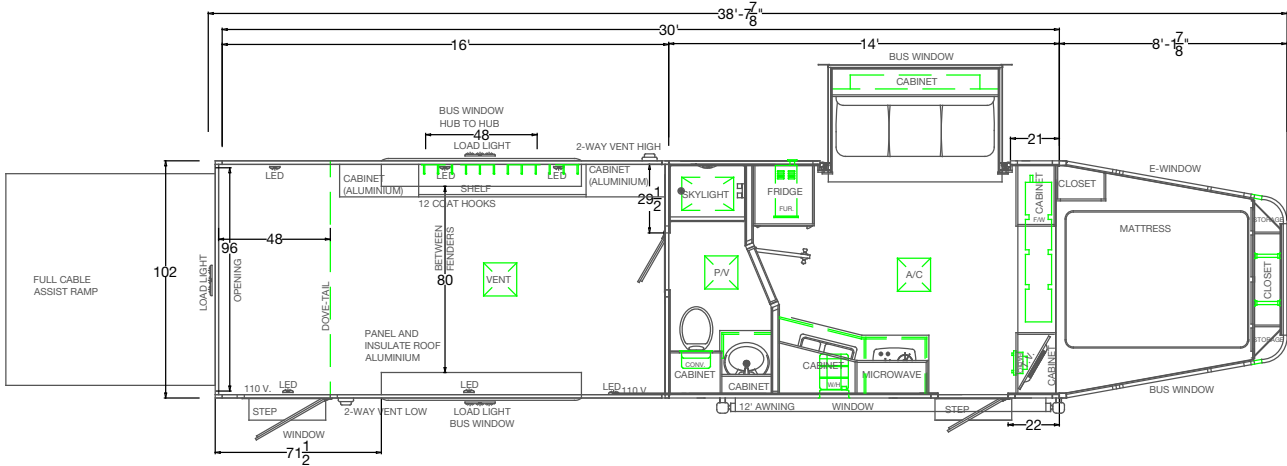 38'-7 7/8"
30'
16'
14'
8'-1 7/8"
BUS WINDOW
CABINET
BUS WINDOW
HUB TO HUB
48
LOAD LIGHT
2-WAY VENT HIGH
21
E-WINDOW
LED
CABINET
(ALUMINIUM)
LED
LED
SHELF
12 COAT HOOKS
CABINET
(ALUMINIUM)
29 1/2
SKYLIGHT
FRIDGE
FUR.
CABINET
F/W
CLOSET
MATTRESS
STORAGE
CLOSET
STORAGE
FULL CABLE
ASSIST RAMP
102
LOAD LIGHT
96
OPENING
48
DOVE-TAIL
BETWEEN
FENDERS
80
VENT
P/V
A/C
PANEL AND
INSULATE ROOF
ALUMINIUM
CONV.
CABINET
CABINET
CABINET
W/H
MICROWAVE
CABINET
110 V.
LED
LED
LED
110 V.
STEP
2-WAY VENT LOW
LOAD LIGHT
BUS WINDOW
WINDOW
12' AWNING
WINDOW
STEP
22
BUS WINDOW
71 1/2